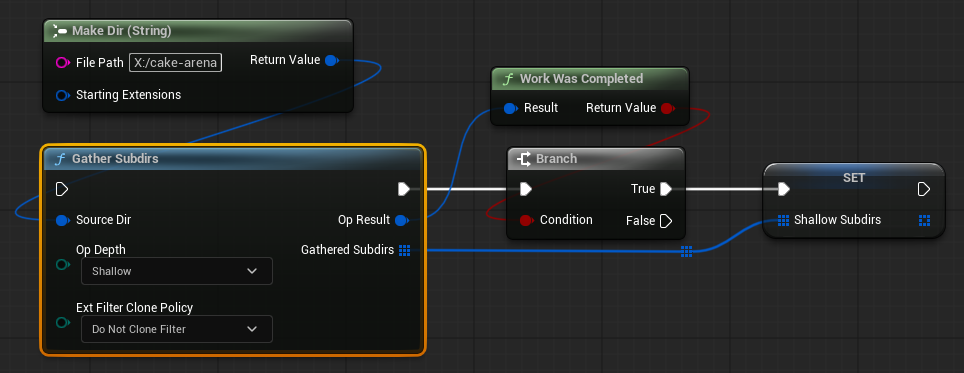 Make Dir (String)
File Path X:/cake-arena Return Value
Starting Extensions
f Work Was Completed
Result Return Value
f Gather Subdirs
Source Dir Op Result
Op Depth Gathered Subdirs
Shallow
Ext Filter Clone Policy
Do Not Clone Filter
Branch
True
Condition False
SET
Shallow Subdirs